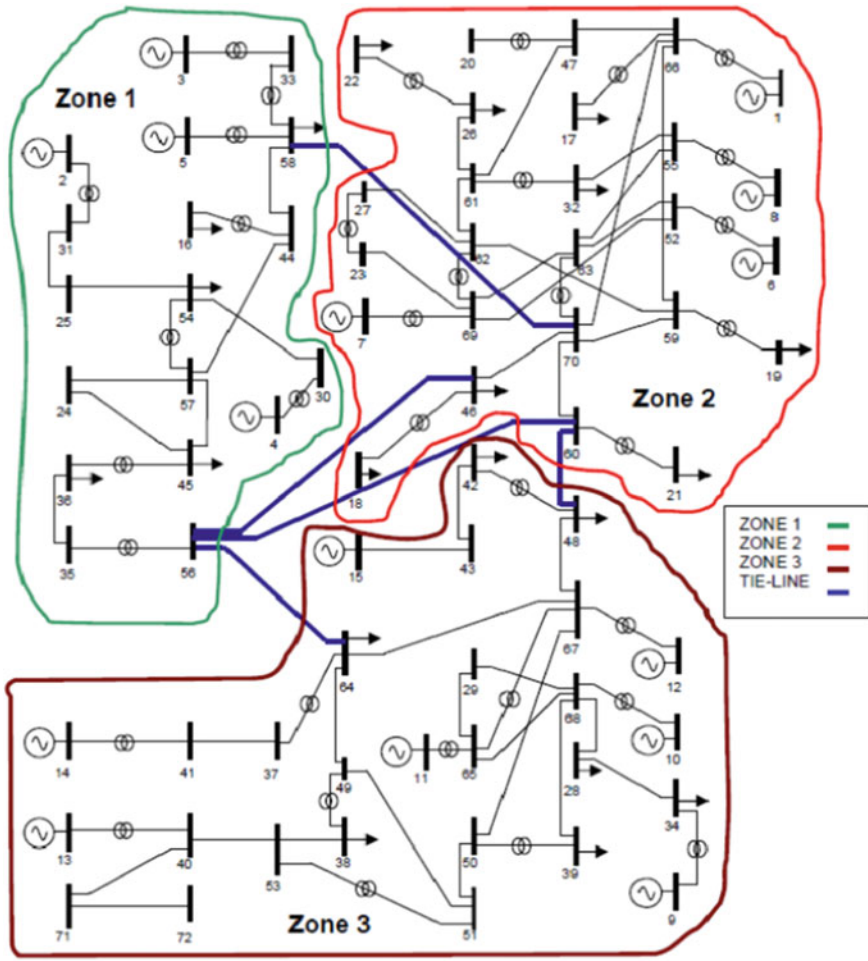 3 33
22 20 47 66
Zone 1
1
26 17
5 58
2
61 32 55 8
27
16 44
31
62 63 52 6
23
25 54
7 69 70 59
19
24 57 30
Zone 2
4 46
36 45
18 42 60 21
35 56
15 43 48
ZONE 1
ZONE 2
ZONE 3
TIE-LINE
64 67 12
29 68
14 41 37 11 65 10
49 28
34
13 40 53 38 50 39
9
71 72 Zone 3 51